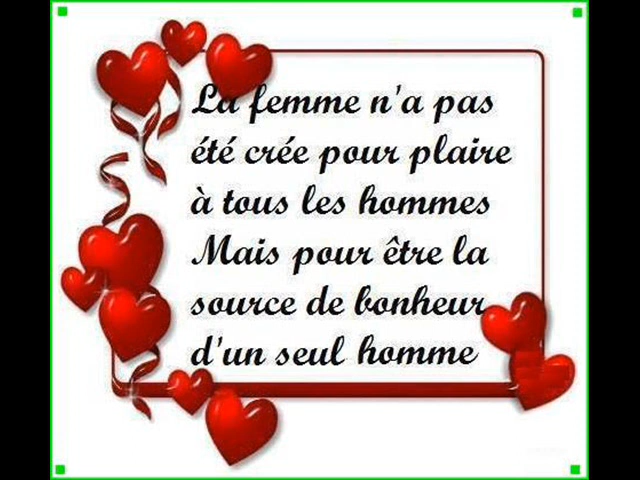 La femme n'a pas
été crée pour plaire
à tous les hommes
Mais pour être la
source de bonheur
d'un seul homme